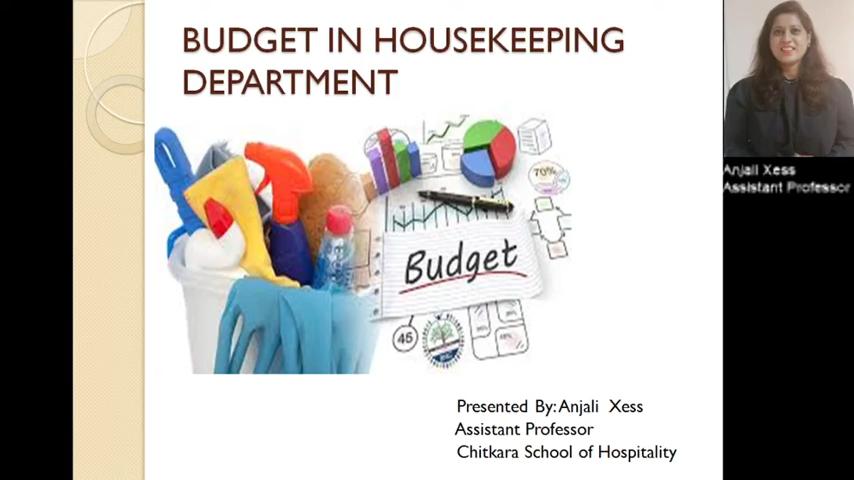 BUDGET IN HOUSEKEEPING
DEPARTMENT
Anjali Xess
Assistant Professor
70%
Budget
45
Presented By: Anjali Xess
Assistant Professor
Chitkara School of Hospitality